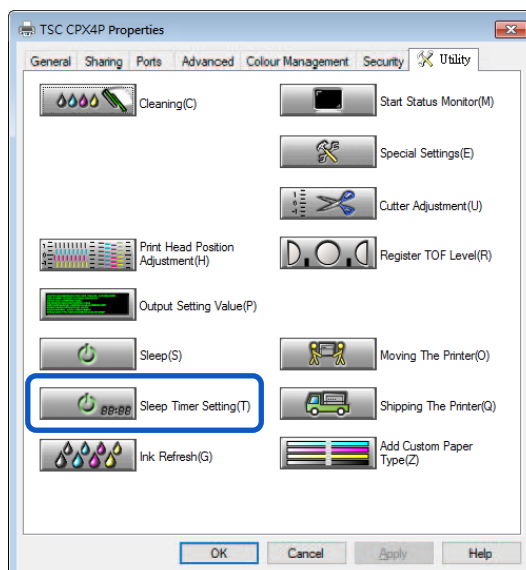 TSC CPX4P Properties
General Sharing Ports Advanced Colour Management Security Utility
Cleaning(C)
Start Status Monitor(M)
Special Settings(E)
Cutter Adjustment(U)
Print Head Position
Adjustment(H)
Register TOF Level(R)
Output Setting Value(P)
Sleep(S)
Moving The Printer(O)
88:88
Sleep Timer Setting(T)
Shipping The Printer(Q)
Ink Refresh(G)
Add Custom Paper
Type(Z)
OK Cancel Apply Help